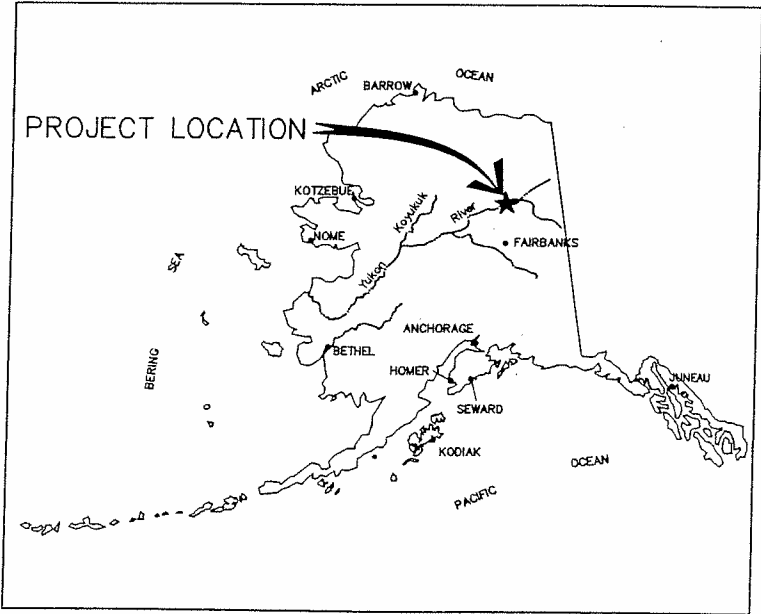 ARCTIC
OCEAN
BARROW
PROJECT LOCATION
KOTZEBUE
Koyukuk
River
NOME
FAIRBANKS
SEA
Yukon
ANCHORAGE
BETHEL
BERING
HOMER
JUNEAU
SEWARD
KODIAK
OCEAN
PACIFIC